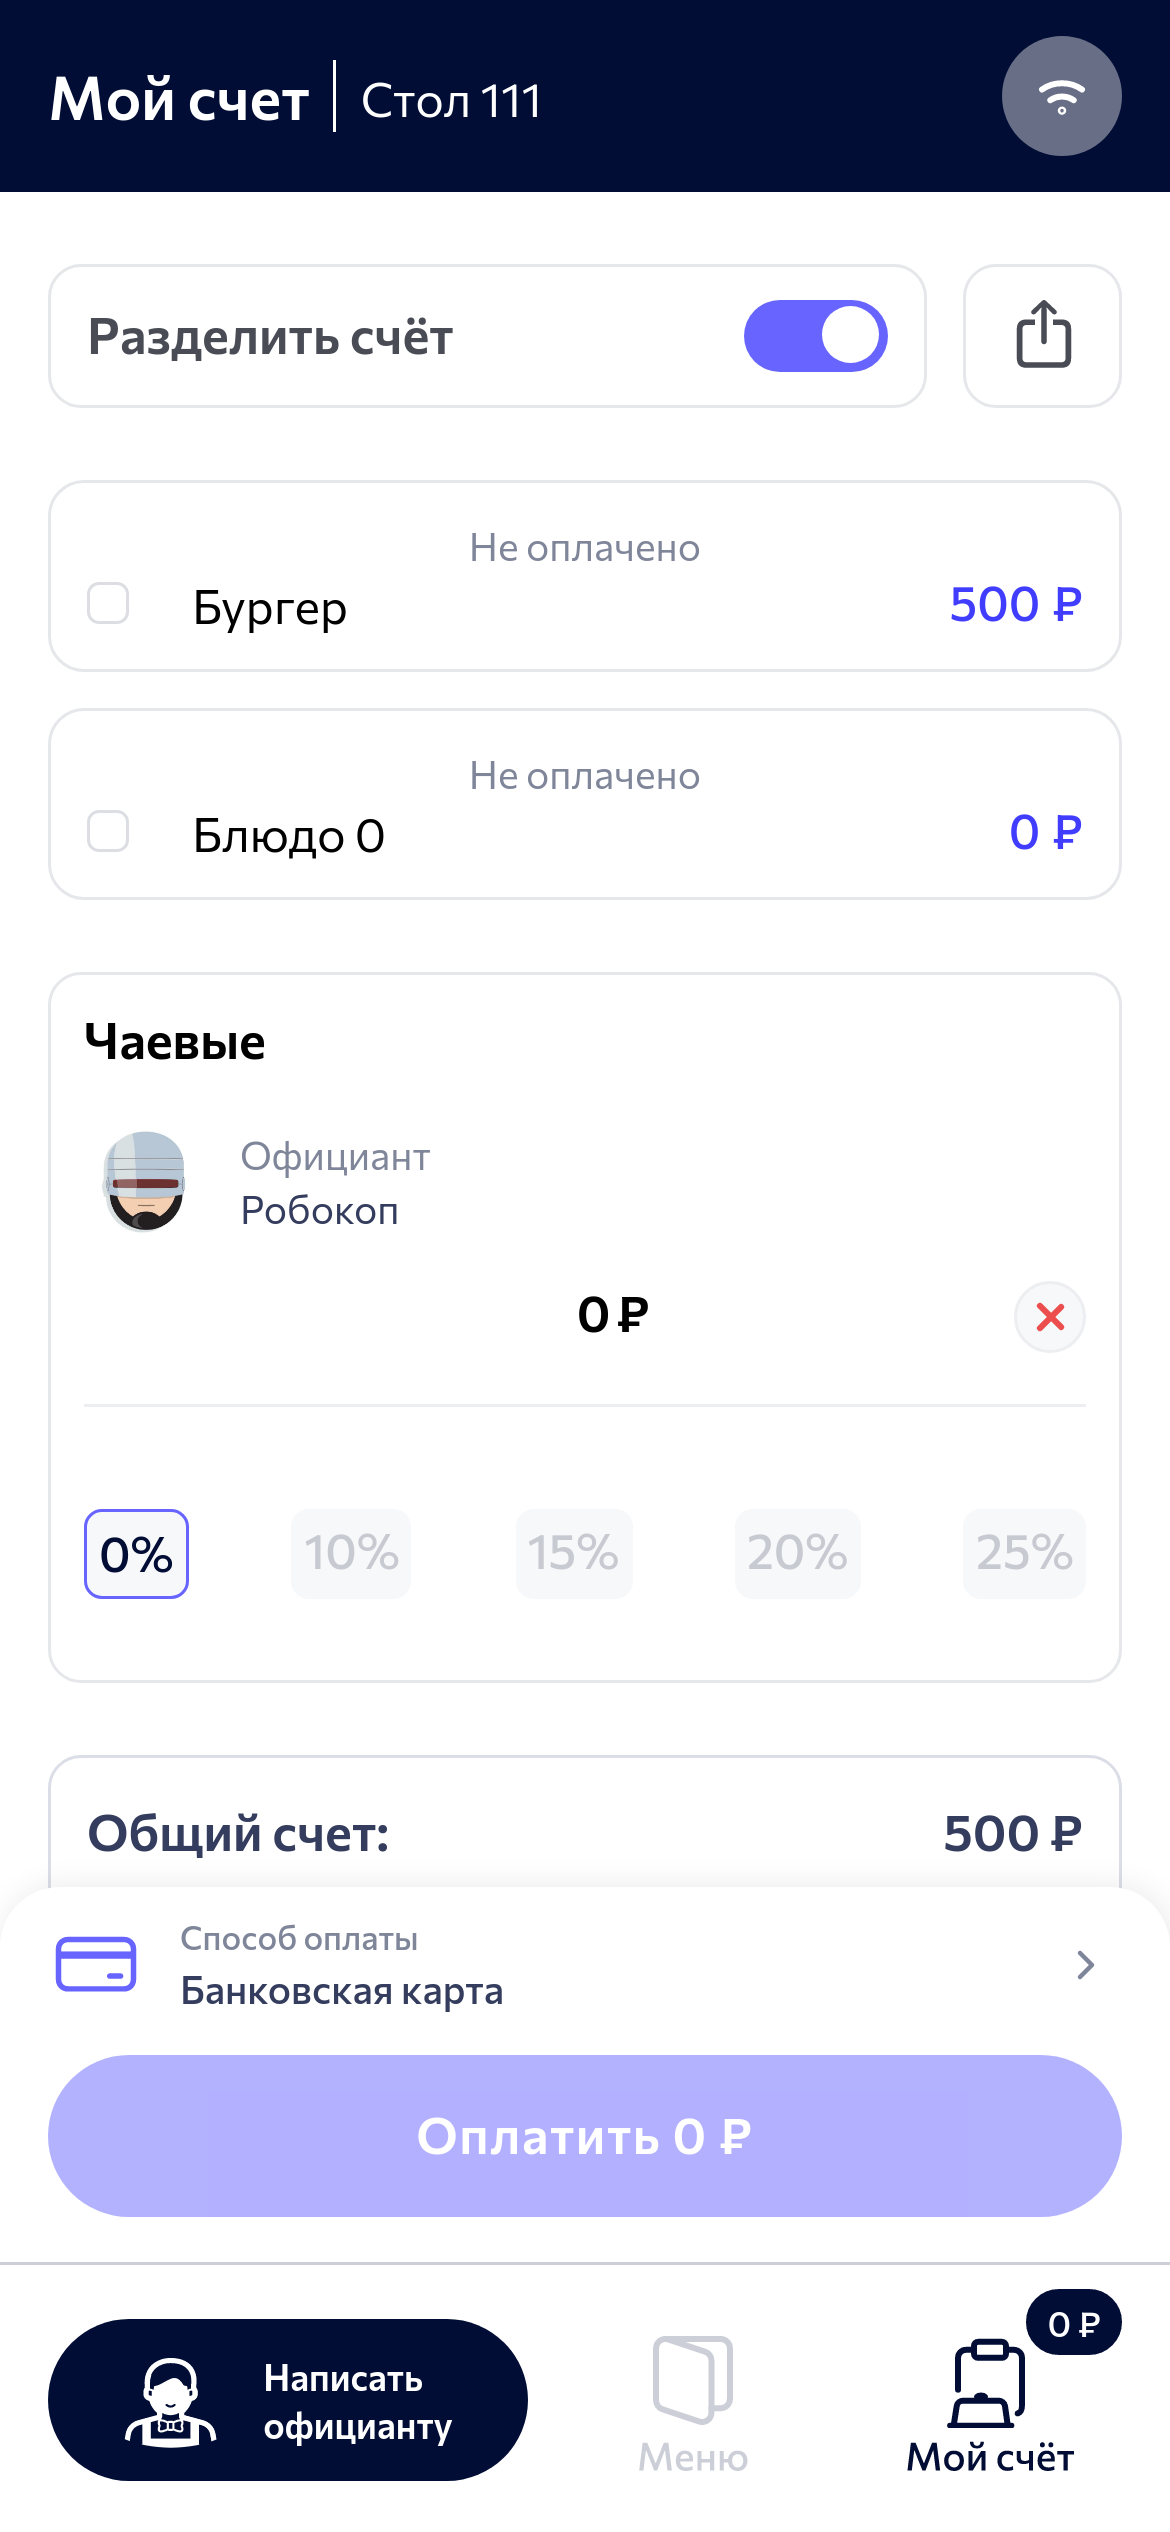 Мой счет
Стол 111
Разделить счёт
Не оплачено
Бургер
500 ₽
Не оплачено
Блюдо 0
0 ₽
Чаевые
Официант
Робокоп
0 ₽
0%
10%
15%
20%
25%
Общий счет:
500 ₽
Способ оплаты
Банковская карта
Оплатить 0 ₽
Написать
официанту
Меню
0 ₽
Мой счёт